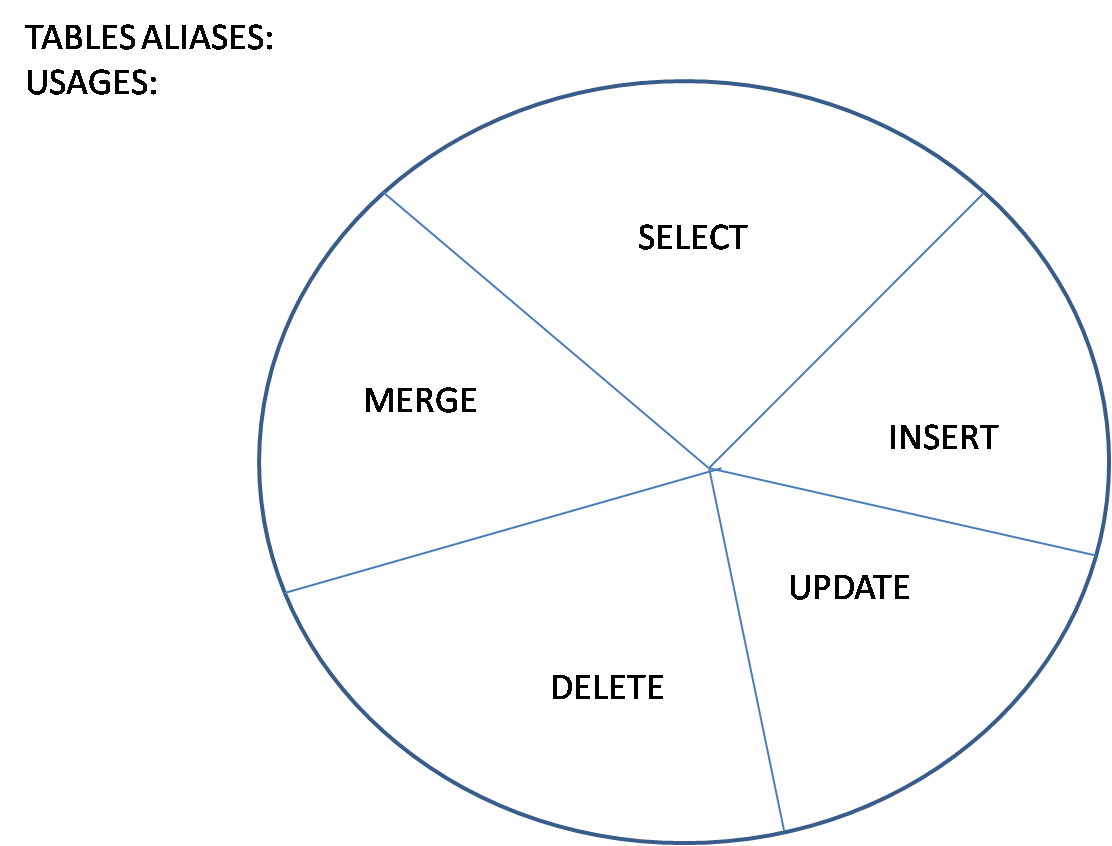 TABLES ALIASES:
USAGES:
SELECT
MERGE
INSERT
UPDATE
DELETE